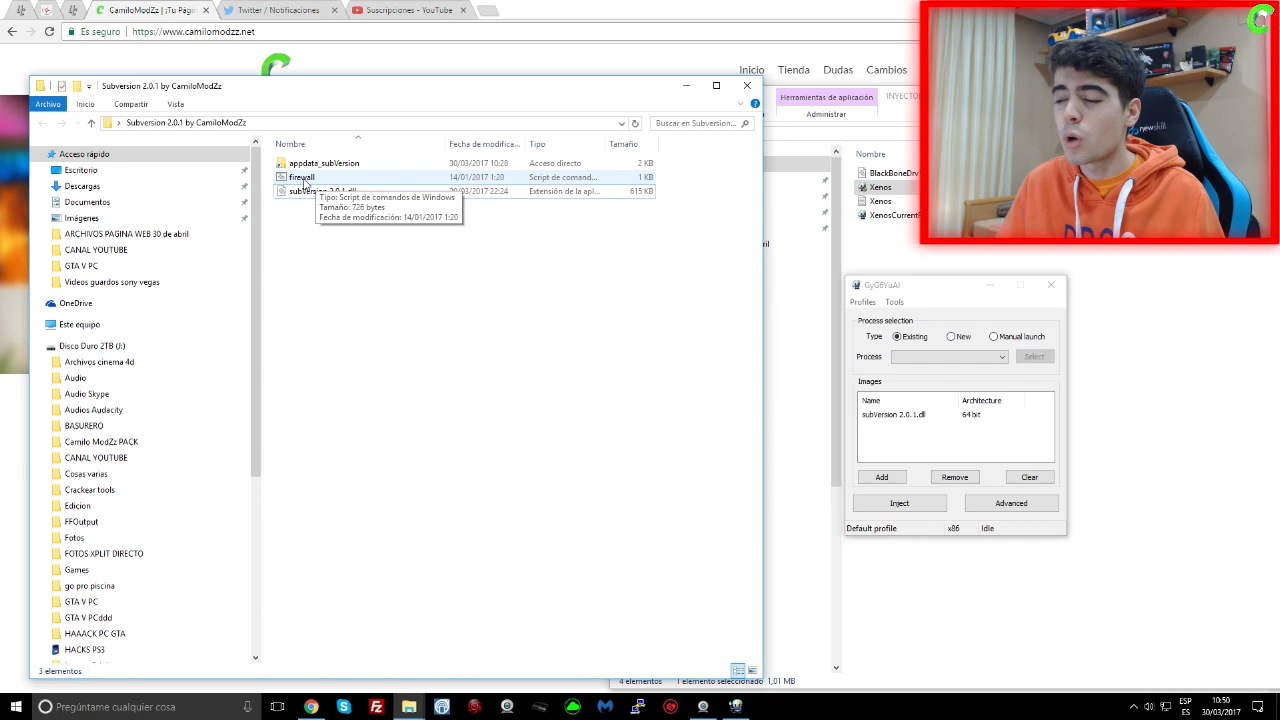 CamiloModZz | ¡Tu Págin
Twitter / Notificaciones
Suscripciones - YouTube
Es seguro
https://www.camilomodzz.net
C
Inicio Tienda Dudas Cambios
Subversion 2.0.1 by CamiloModZz
Archivo Inicio Compartir Vista
Subversion 2.0.1 by CamiloModZz
Buscar en Subversion...
Herramientas de aplicación
Administrar
Nombre Fecha de modifica... Tipo Tamaño
appdata_subVersion 30/03/2017 10:28 Acceso directo 2 KB
firewall 14/01/2017 1:20 Script de comand... 1 KB
22:24 Extensión de la apl... 615 KB
Tipo: Script de comandos de Windows
Tamaño: 726 bytes
Fecha de modificación: 14/01/2017 1:20
Acceso rápido
Escritorio
Descargas
Documentos
Imágenes
ARCHIVOS PAGINA WEB 30 de abril
CANAL YOUTUBE
GTA V PC
Videos guardos sony vegas
OneDrive
Este equipo
Disco Duro 2TB (J:)
Archivos cinema 4d
Audio
Audio Skype
Audios Audacity
BASURERO
Camilo ModZz PACK
CANAL YOUTUBE
Cosas varias
Crackear tools
Edicion
FFOutput
Fotos
FOTOS XPLIT DIRECTO
Games
go pro piscina
GTA V PC
GTA V PCddd
HAAACK PC GTA
HACKS PS3
3 elementos
Nombre
BlackBoneDrv
Xenos
Xenos
XenosCurrentP
ril
4 elementos 1 elemento seleccionado 1,01 MB
GyG6YuAI
Profiles Tools
Process selection
Type Existing New Manual launch
Process Select
Images
Name Architecture
subVersion 2.0.1.dll 64 bit
Add Remove Clear
Inject Advanced
Default profile x86 Idle
newskill
C
Pregúntame cualquier cosa
ESP
ES
10:50
30/03/2017